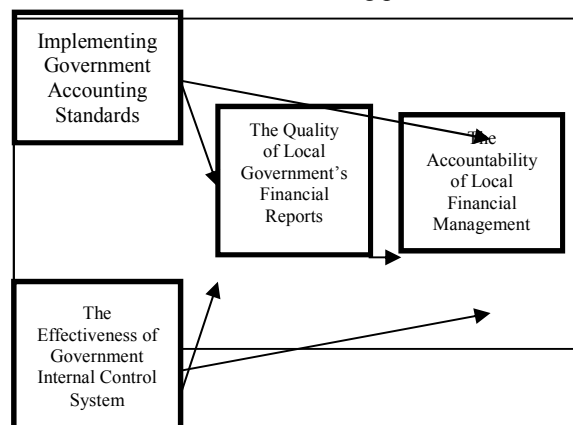 Implementing
Government
Accounting
Standards
The Quality
of Local
Government's
Financial
Reports
The
Accountability
of Local
Financial
Management
The
Effectiveness of
Government
Internal Control
System